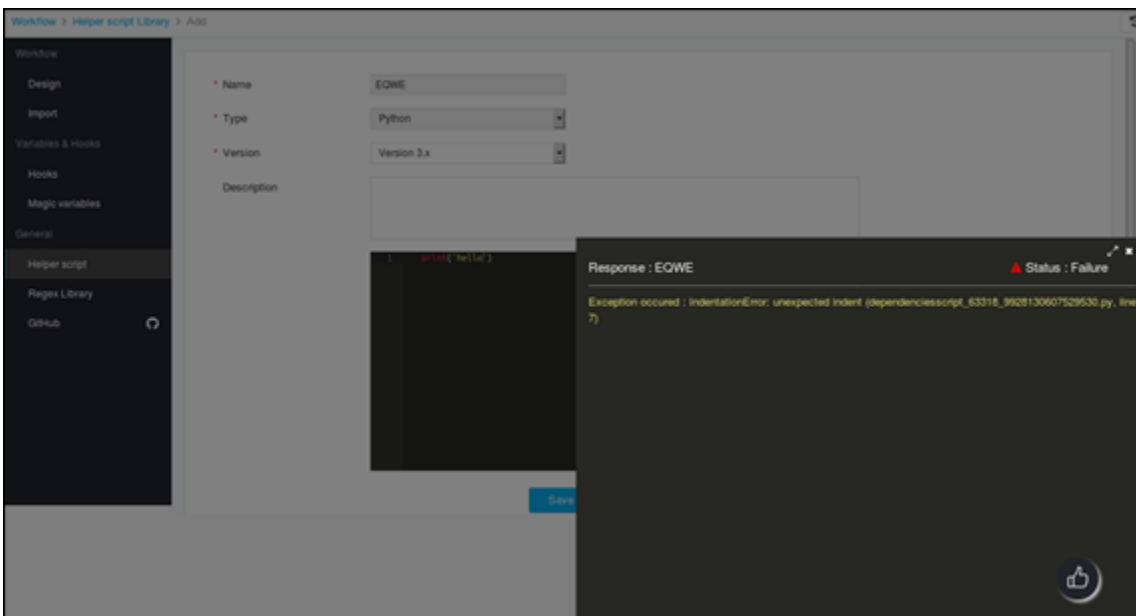 Workflow > Helper script Library > Add
Workflow
Design
Import
Variables & Hooks
Hooks
Magic variables
General
Helper script
Regex Library
GitHub
* Name
EQWE
* Type
Python
* Version
Version 3.x
Description
1 print("hello")
Save
Response : EQWE
Status : Failure
Exception occured : IndentationError: unexpected indent (dependenciesscript_63318_9928130607529530.py, line
7)